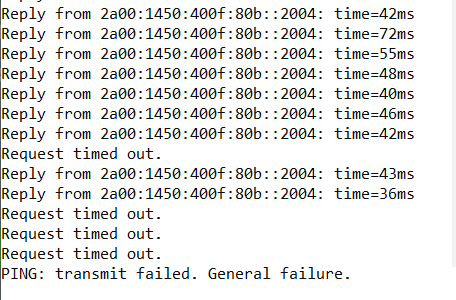 Reply from 2a00:1450:400f:80b::2004: time=42ms
Reply from 2a00:1450:400f:80b::2004: time=72ms
Reply from 2a00:1450:400f:80b::2004: time=55ms
Reply from 2a00:1450:400f:80b::2004: time=48ms
Reply from 2a00:1450:400f:80b::2004: time=40ms
Reply from 2a00:1450:400f:80b::2004: time=46ms
Reply from 2a00:1450:400f:80b::2004: time=42ms
Request timed out.
Reply from 2a00:1450:400f:80b::2004: time=43ms
Reply from 2a00:1450:400f:80b::2004: time=36ms
Request timed out.
Request timed out.
Request timed out.
PING: transmit failed. General failure.